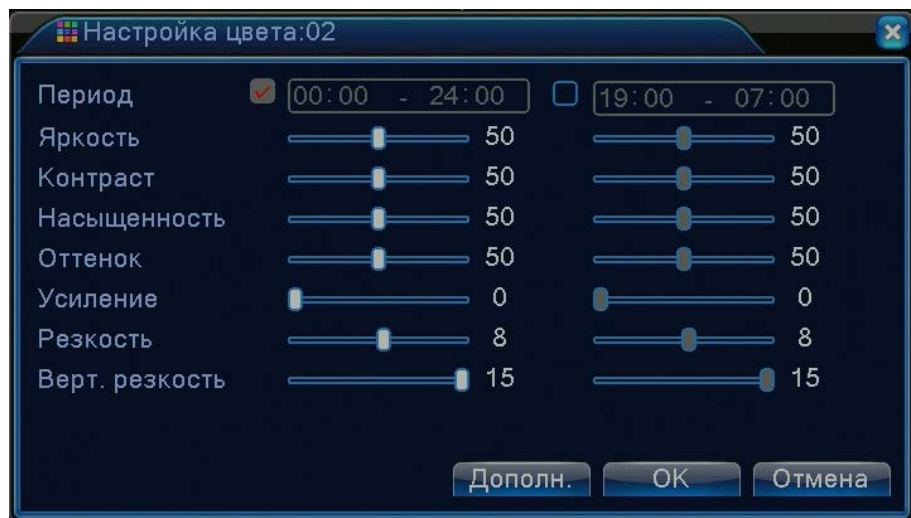 Настройка цвета:02
Период 00:00 - 24:00 19:00 - 07:00
Яркость 50 50
Контраст 50 50
Насыщенность 50 50
Оттенок 50 50
Усиление 0 0
Резкость 8 8
Верт. резкость 15 15
Дополн. OK Отмена